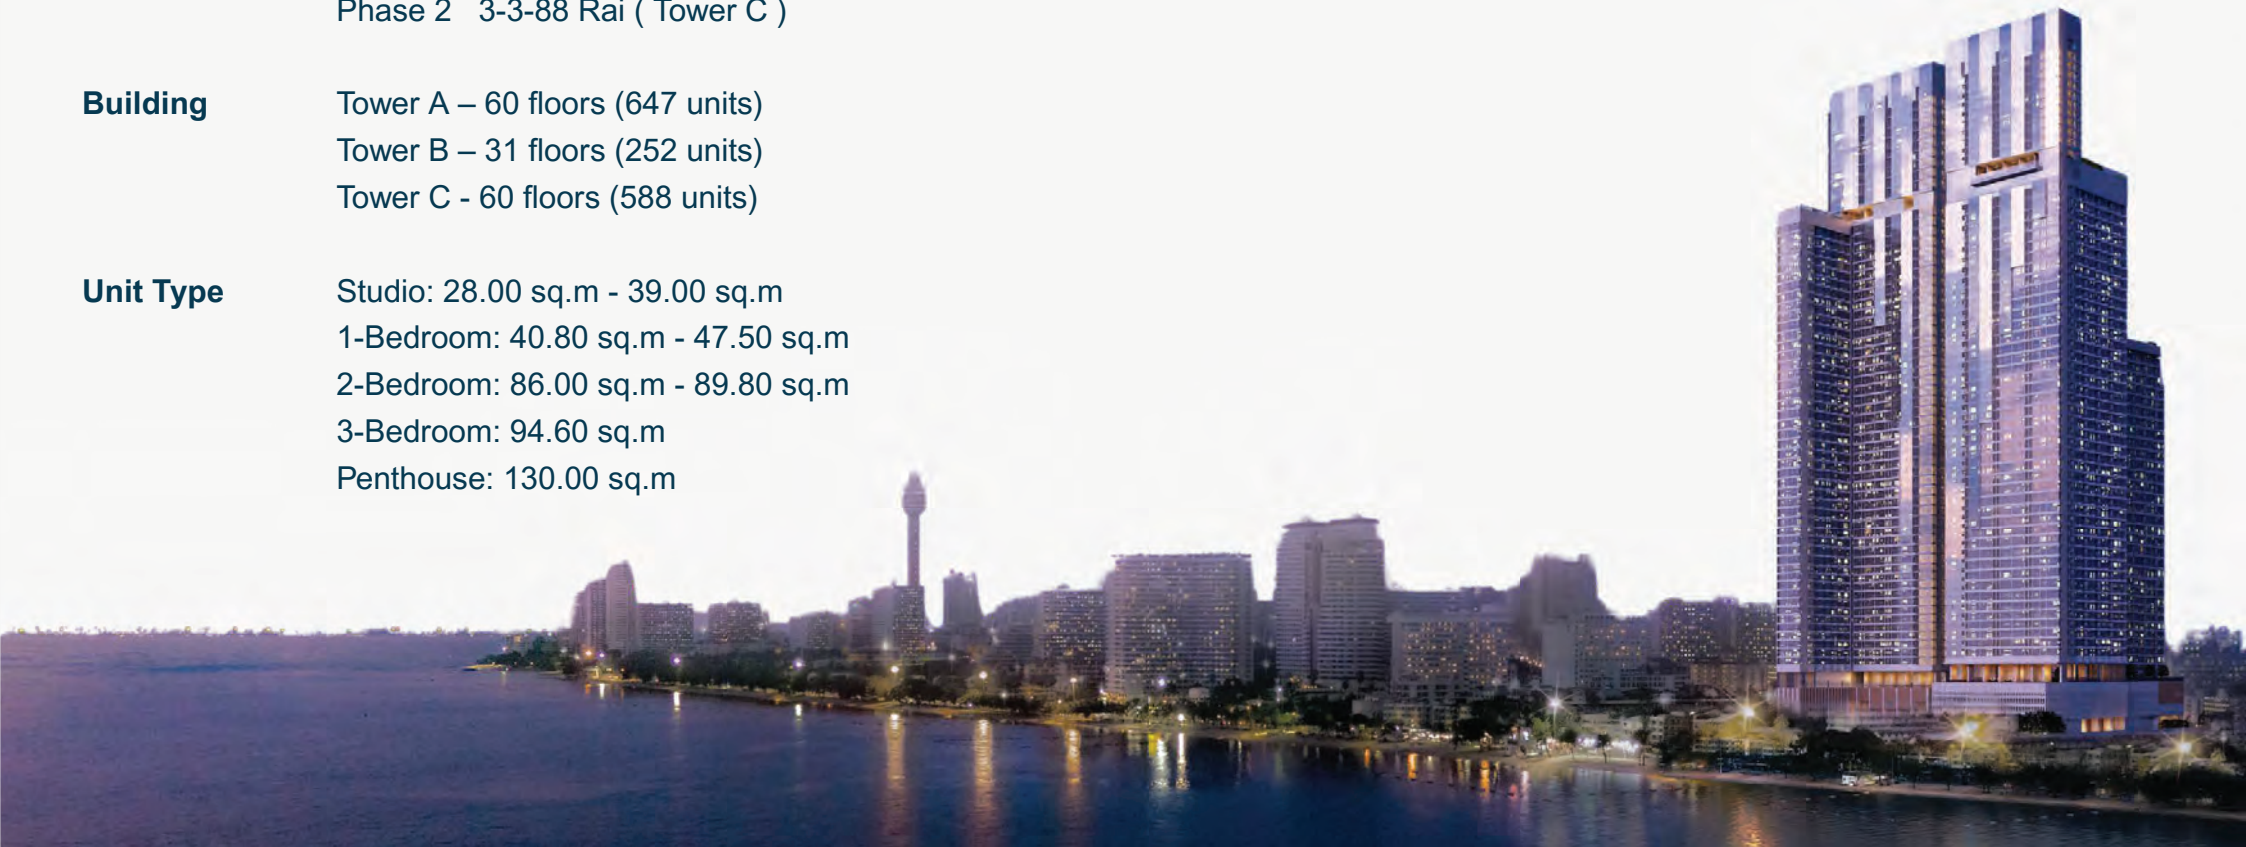 Phase 2 3-3-88 Rai ( Tower C )
Building
Tower A – 60 floors (647 units)
Tower B – 31 floors (252 units)
Tower C - 60 floors (588 units)
Unit Type
Studio: 28.00 sq.m - 39.00 sq.m
1-Bedroom: 40.80 sq.m - 47.50 sq.m
2-Bedroom: 86.00 sq.m - 89.80 sq.m
3-Bedroom: 94.60 sq.m
Penthouse: 130.00 sq.m